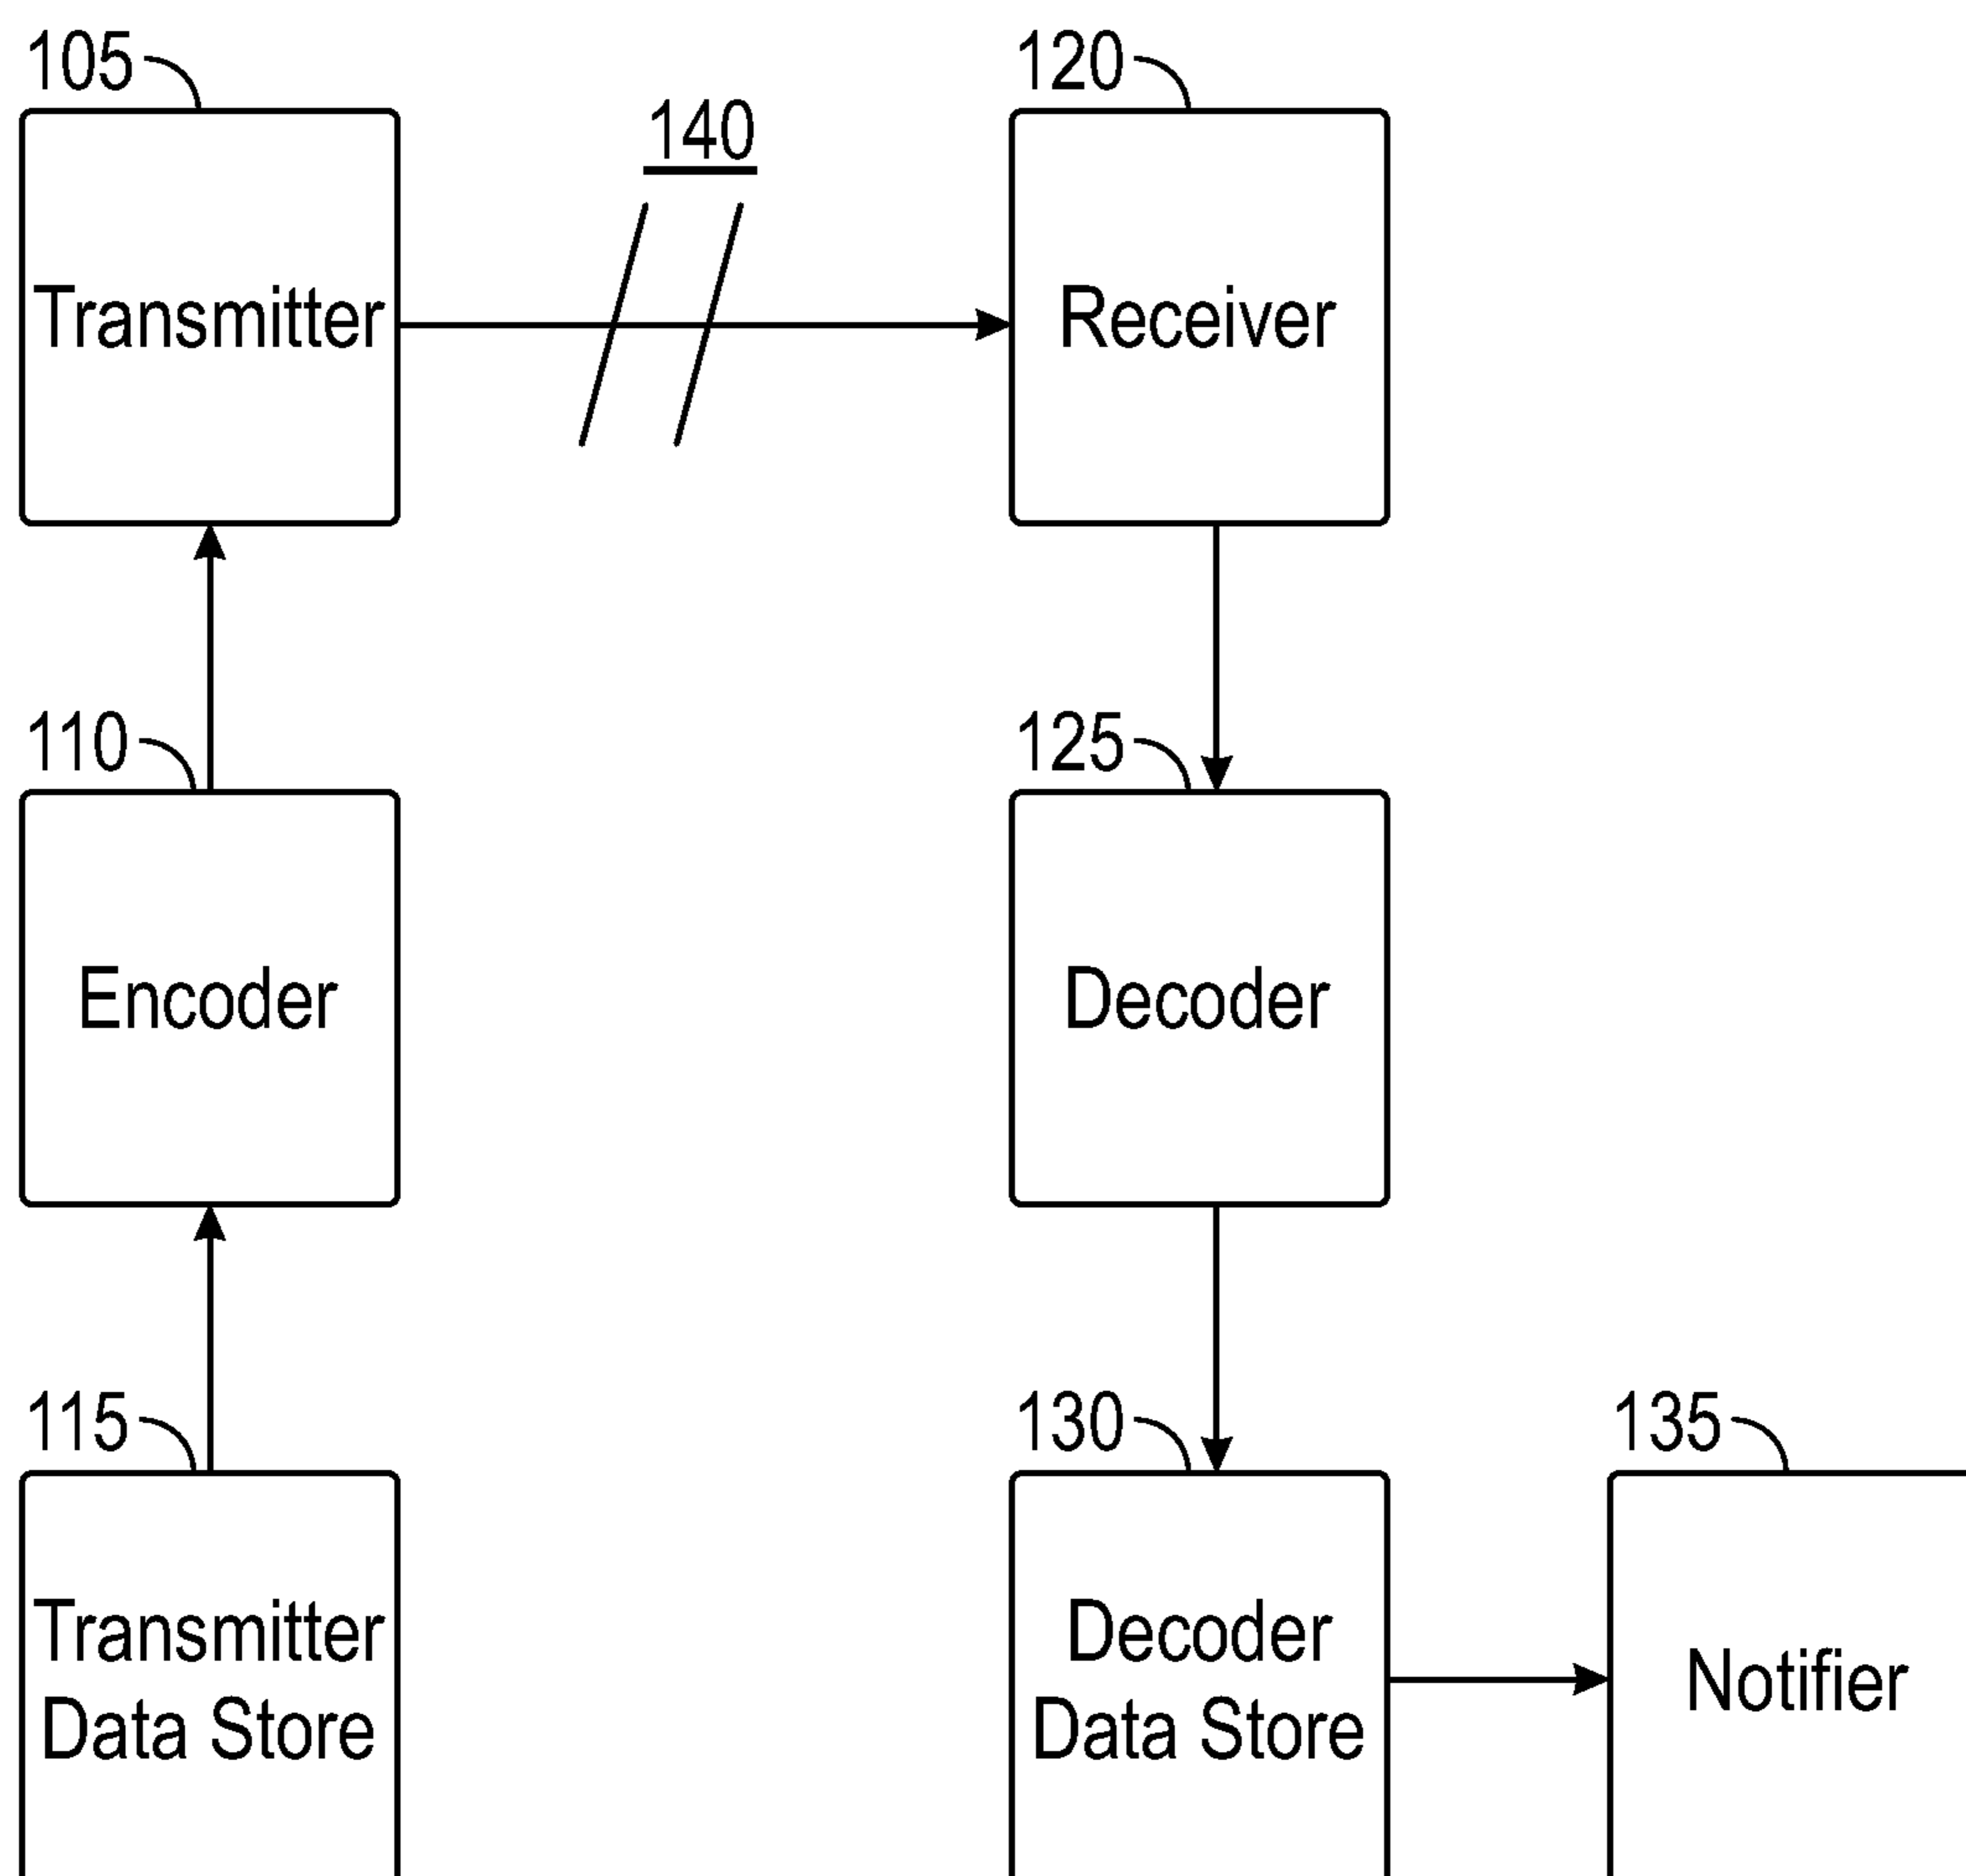 105
120
140
Transmitter
Receiver
110
125
Encoder
Decoder
115
130
135
Transmitter
Data Store
Decoder
Data Store
Notifier